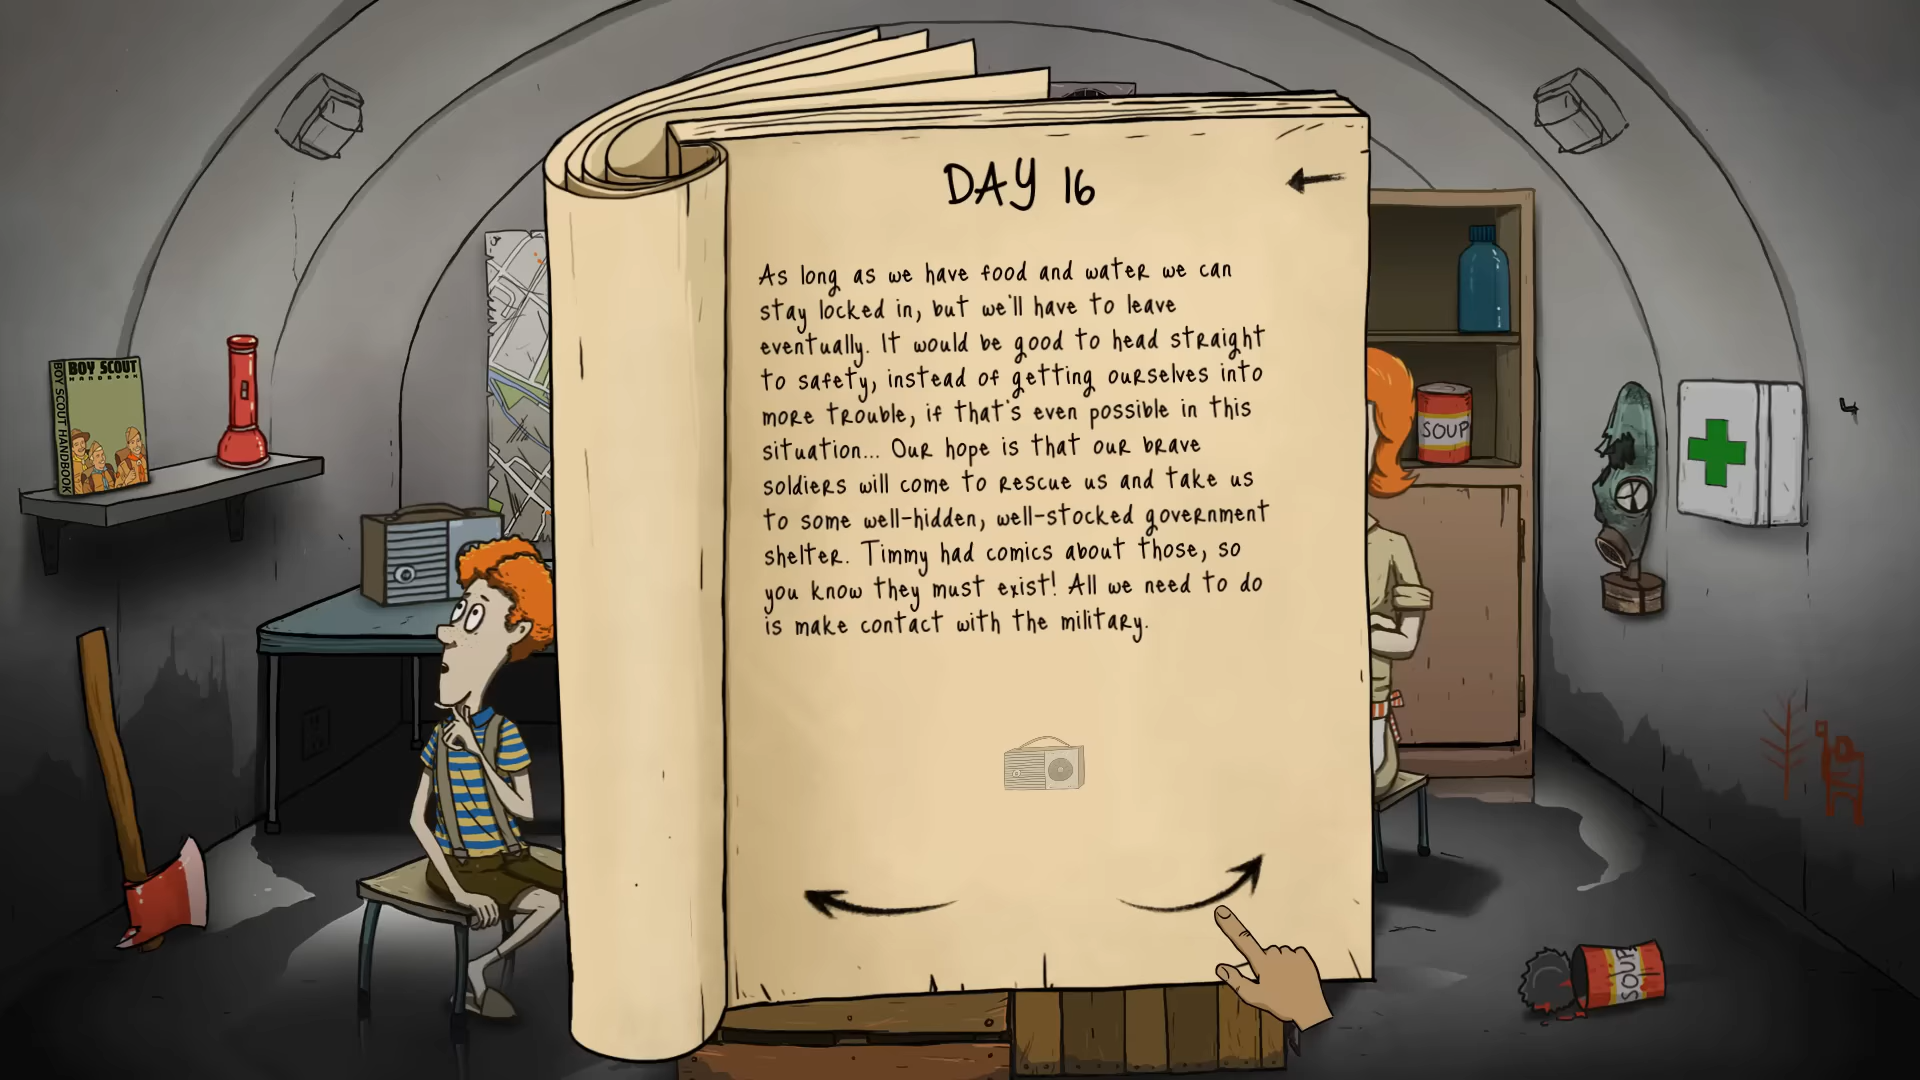 DAY 16
As long as we have food and water we can
stay locked in, but we'll have to leave
eventually. It would be good to head straight
to safety, instead of getting ourselves into
more trouble, if that's even possible in this
situation... Our hope is that our brave
soldiers will come to rescue us and take us
to some well-hidden, well-stocked government
shelter. Timmy had comics about those, so
you know they must exist! All we need to do
is make contact with the military.
BOY SCOUT
HANDBOOK
BOY SCOUT HANDBOOK
SOUP
SOUP